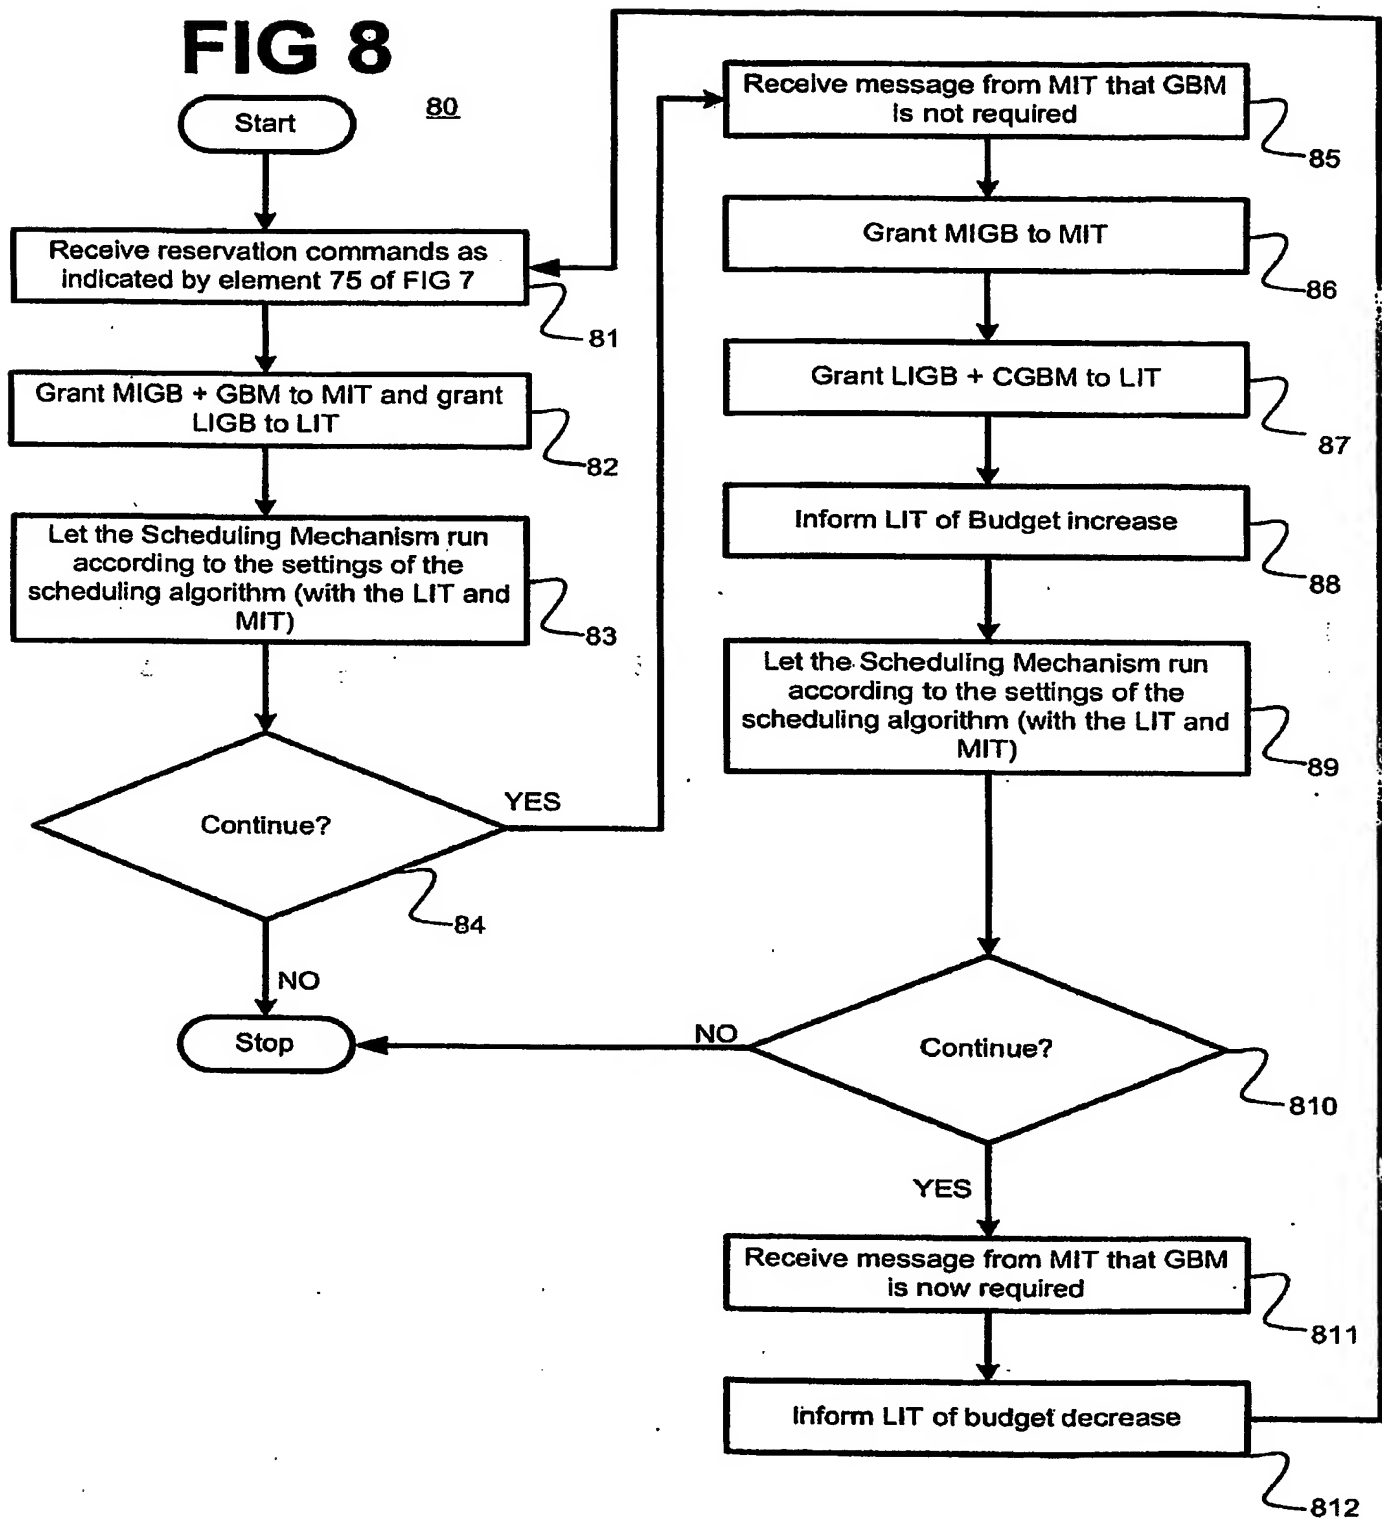 FIG 8
80
Start
Receive reservation commands as
indicated by element 75 of FIG 7
81
Grant MIGB + GBM to MIT and grant
LIGB to LIT
82
Let the Scheduling Mechanism run
according to the settings of the
scheduling algorithm (with the LIT and
MIT)
83
Continue?
YES
84
NO
Stop
Receive message from MIT that GBM
is not required
85
Grant MIGB to MIT
86
Grant LIGB + CGBM to LIT
87
Inform LIT of Budget increase
88
Let the Scheduling Mechanism run
according to the settings of the
scheduling algorithm (with the LIT and
MIT)
89
NO
Continue?
810
YES
Receive message from MIT that GBM
is now required
811
Inform LIT of budget decrease
812